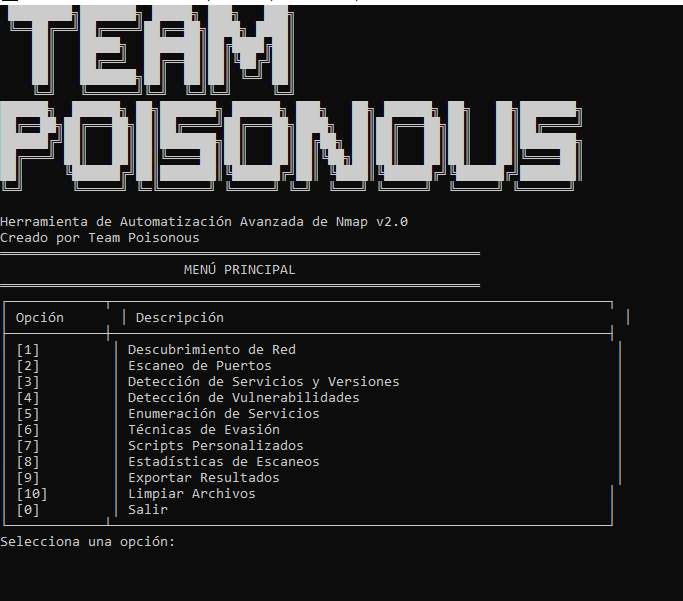 TEAM
POISONOUS
Herramienta de Automatización Avanzada de Nmap v2.0
Creado por Team Poisonous
MENÚ PRINCIPAL
Opción Descripción
[1] Descubrimiento de Red
[2] Escaneo de Puertos
[3] Detección de Servicios y Versiones
[4] Detección de Vulnerabilidades
[5] Enumeración de Servicios
[6] Técnicas de Evasión
[7] Scripts Personalizados
[8] Estadísticas de Escaneos
[9] Exportar Resultados
[10] Limpiar Archivos
[0] Salir
Selecciona una opción: